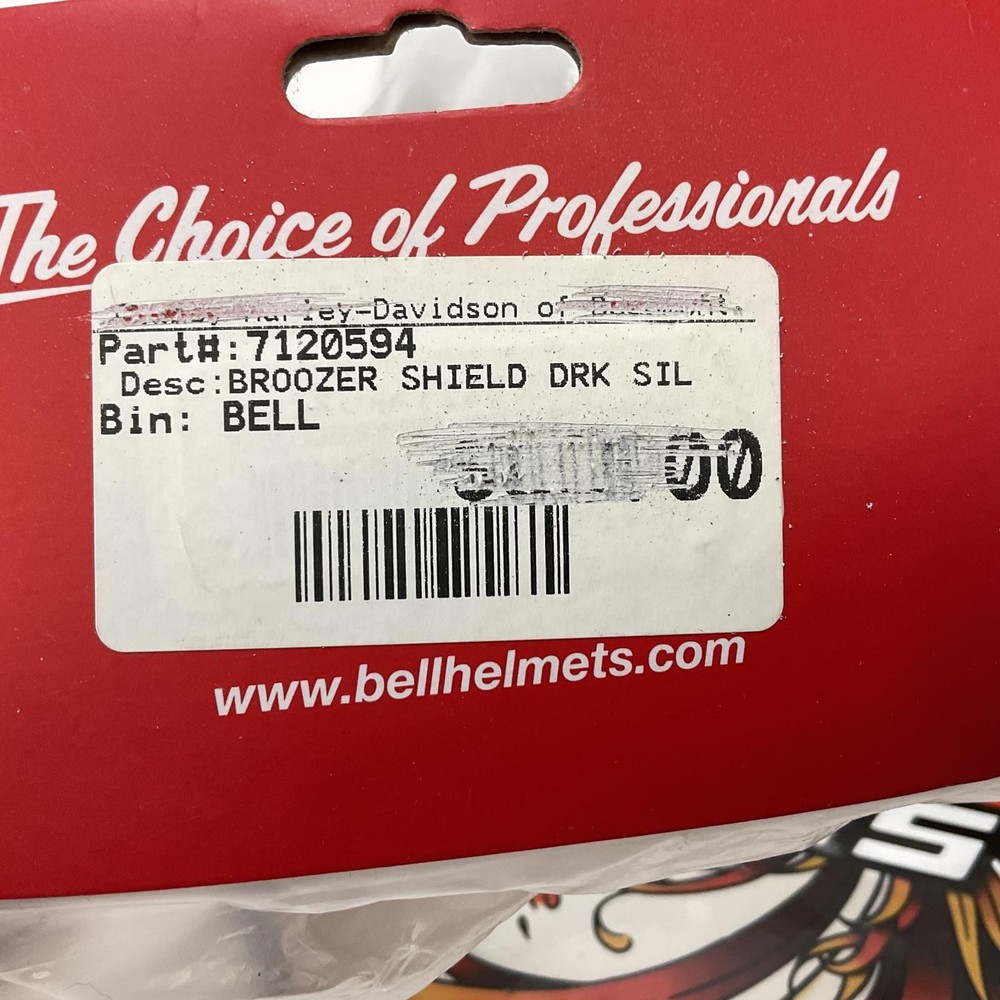 The Choice of Professionals
Harley-Davidson of
Part#:7120594
Desc:BROOZER SHIELD DRK SIL
Bin: BELL
00
www.bellhelmets.com
S